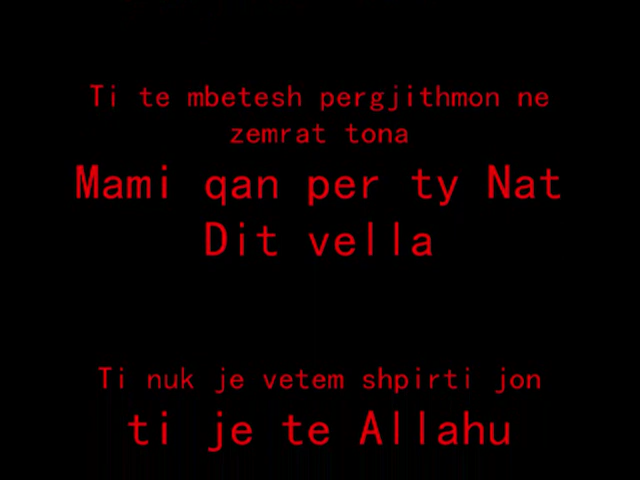 Ti te mbetesh pergjithmon ne
zemrat tona
Mami qan per ty Nat
Dit vella
Ti nuk je vetem shpirti jon
ti je te Allahu